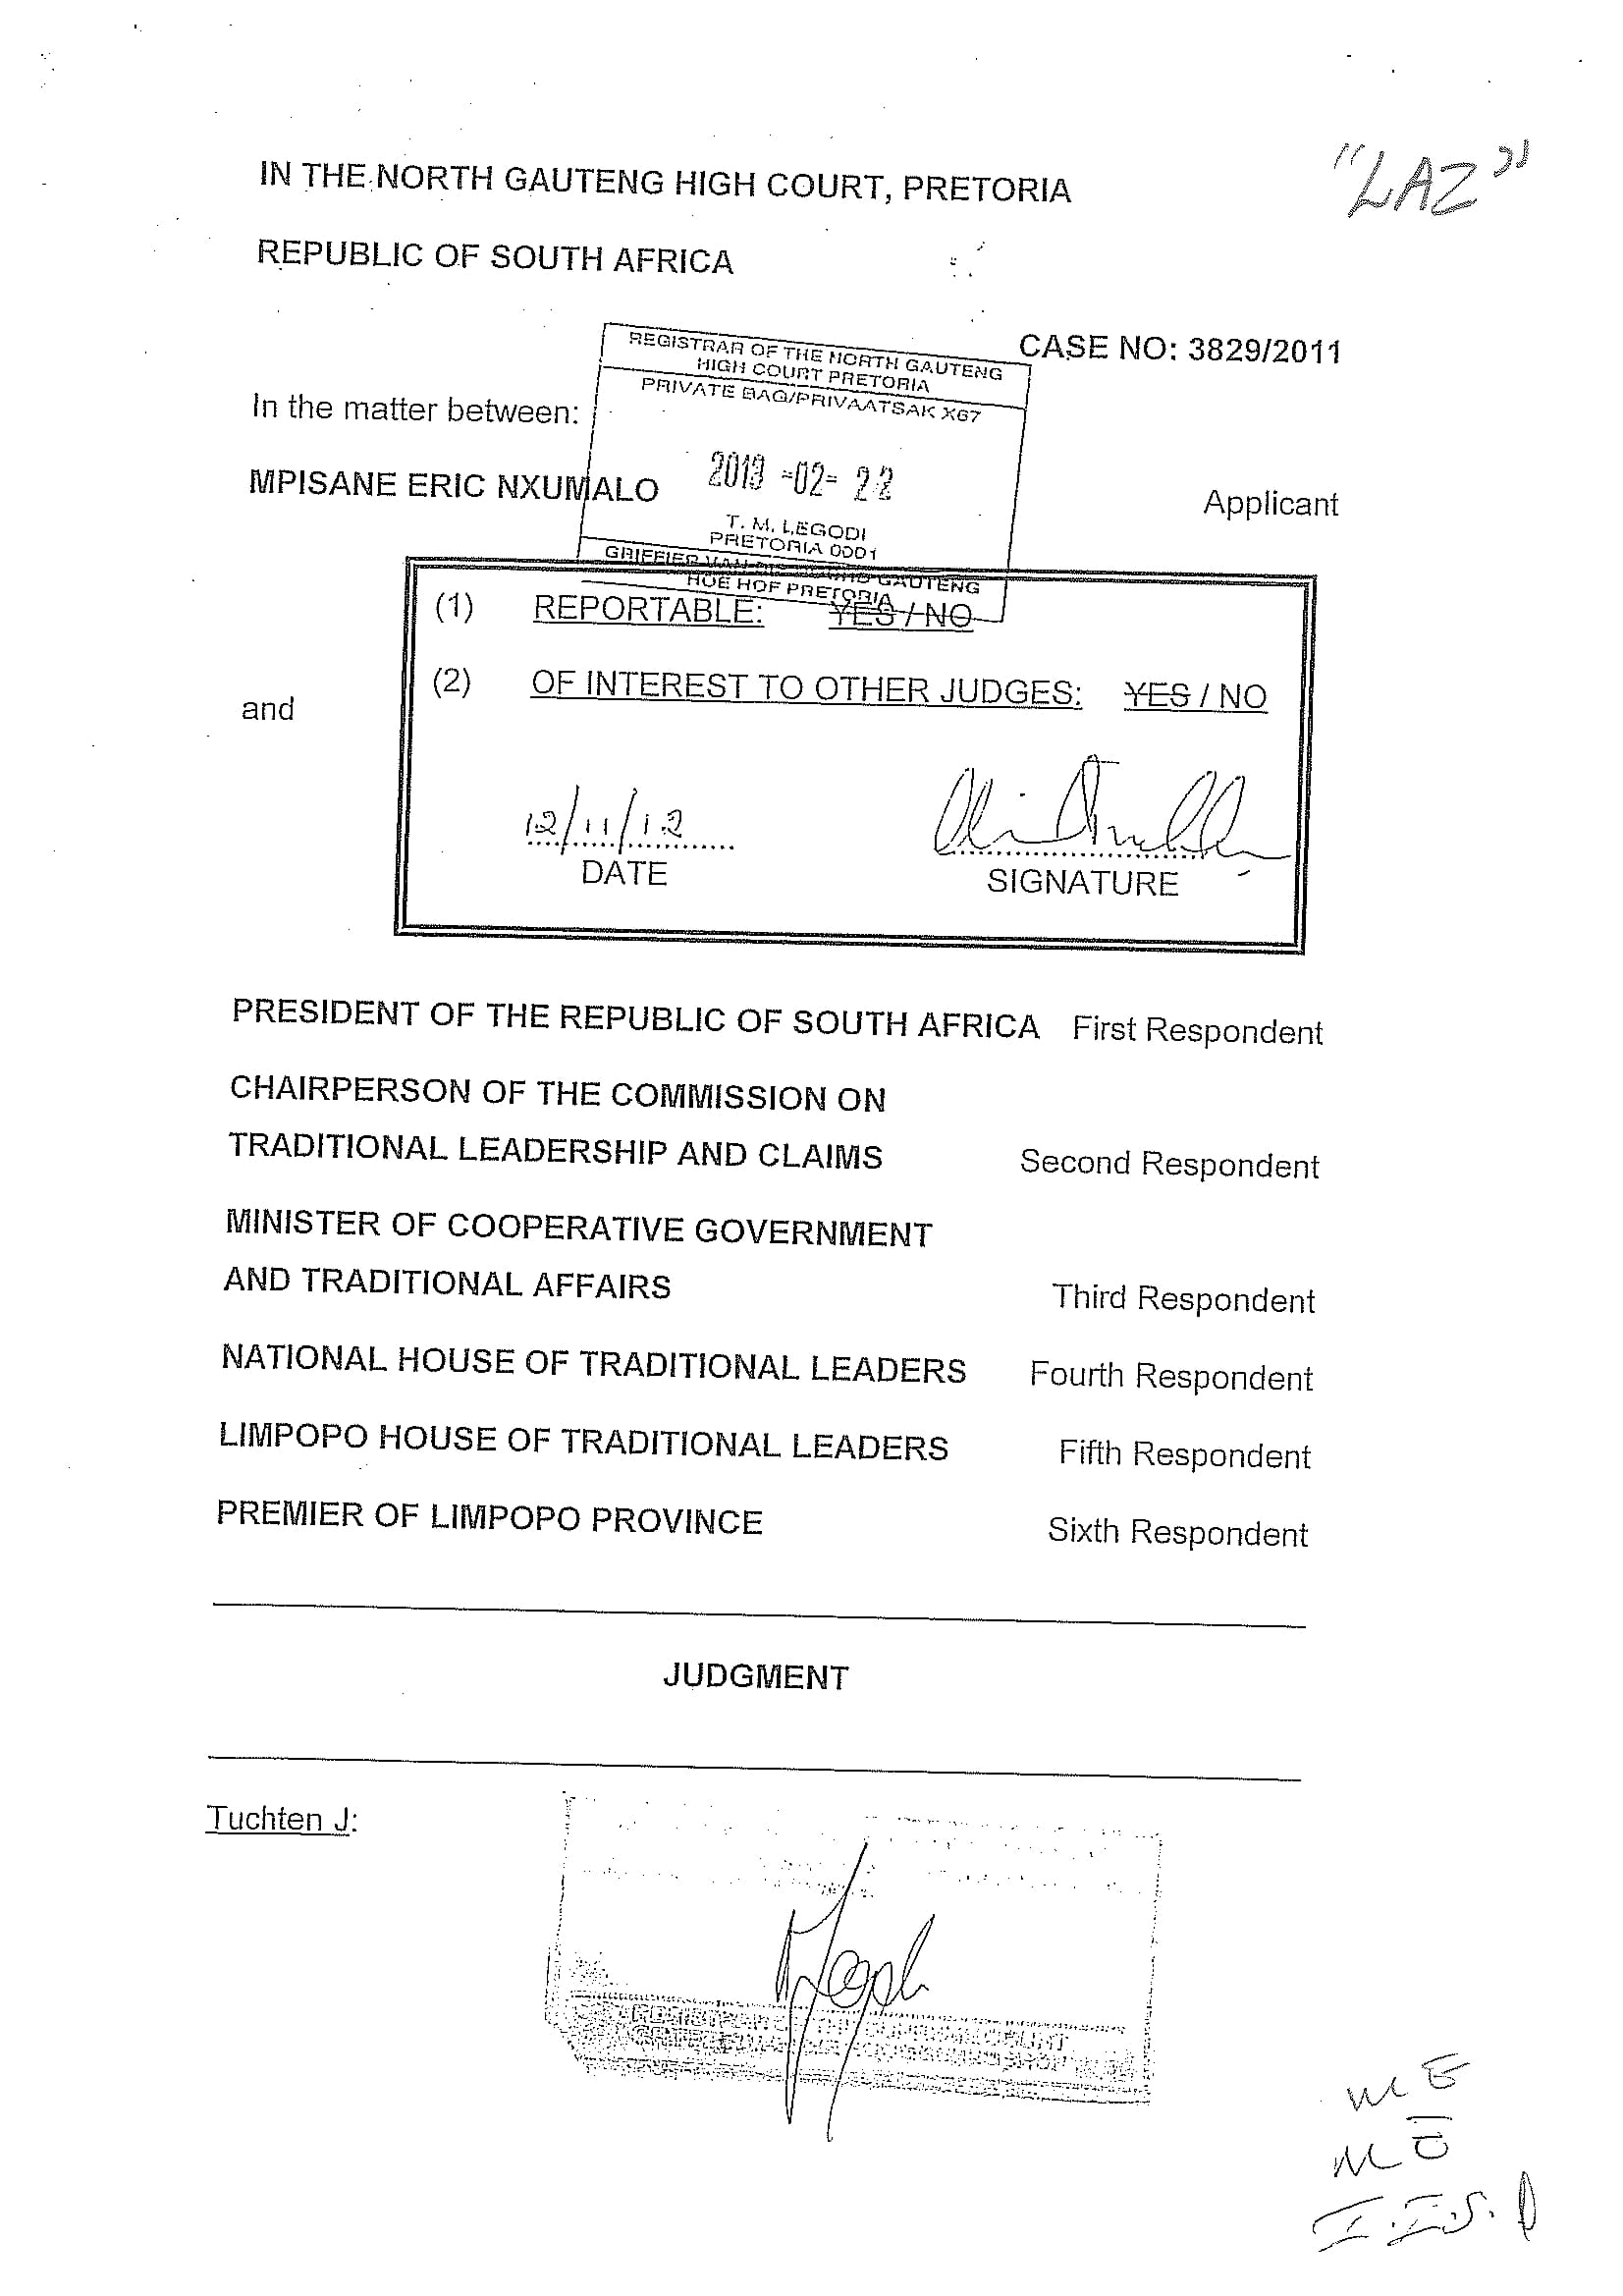 "LAZ"
IN THE NORTH GAUTENG HIGH COURT, PRETORIA
REPUBLIC OF SOUTH AFRICA
CASE NO: 3829/2011
REGISTRAR OF THE NORTH GAUTENG
HIGH COURT PRETORIA
PRIVATE BAG/PRIVAATSAK X67
2013 -02- 22
T. M. LEGODI
PRETORIA 0001
GRIFFIER VAN GAUTENG
HOE HOF PRETORIA
In the matter between:
MPISANE ERIC NXUMALO Applicant
(1) REPORTABLE: YES / NO
(2) OF INTEREST TO OTHER JUDGES: YES / NO
and
12/11/12
DATE SIGNATURE
PRESIDENT OF THE REPUBLIC OF SOUTH AFRICA First Respondent
CHAIRPERSON OF THE COMMISSION ON
TRADITIONAL LEADERSHIP AND CLAIMS Second Respondent
MINISTER OF COOPERATIVE GOVERNMENT
AND TRADITIONAL AFFAIRS Third Respondent
NATIONAL HOUSE OF TRADITIONAL LEADERS Fourth Respondent
LIMPOPO HOUSE OF TRADITIONAL LEADERS Fifth Respondent
PREMIER OF LIMPOPO PROVINCE Sixth Respondent
JUDGMENT
Tuchten J:
M E